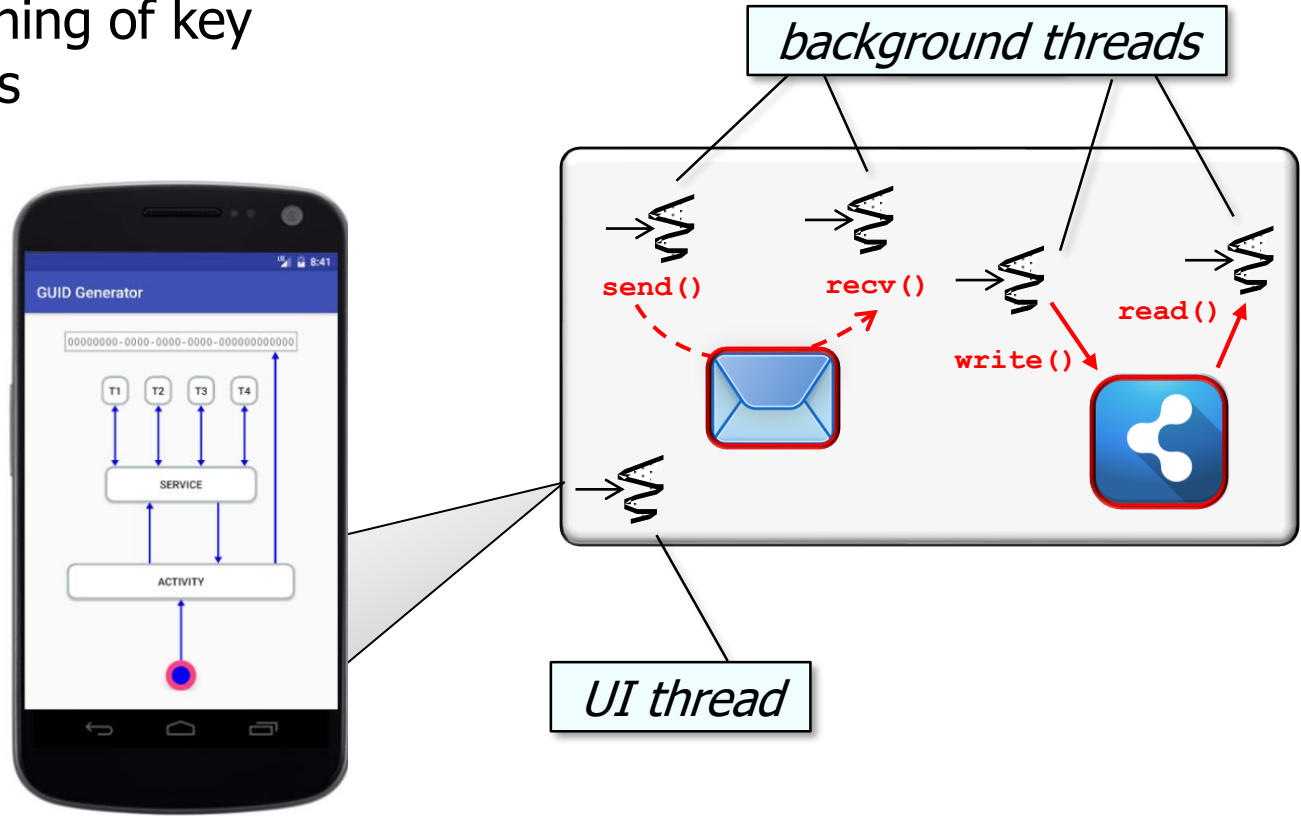 ning of key
s
background threads
send()
recv()
read()
write()
8:41
GUID Generator
00000000-0000-0000-0000-000000000000
T1 T2 T3 T4
SERVICE
ACTIVITY
UI thread